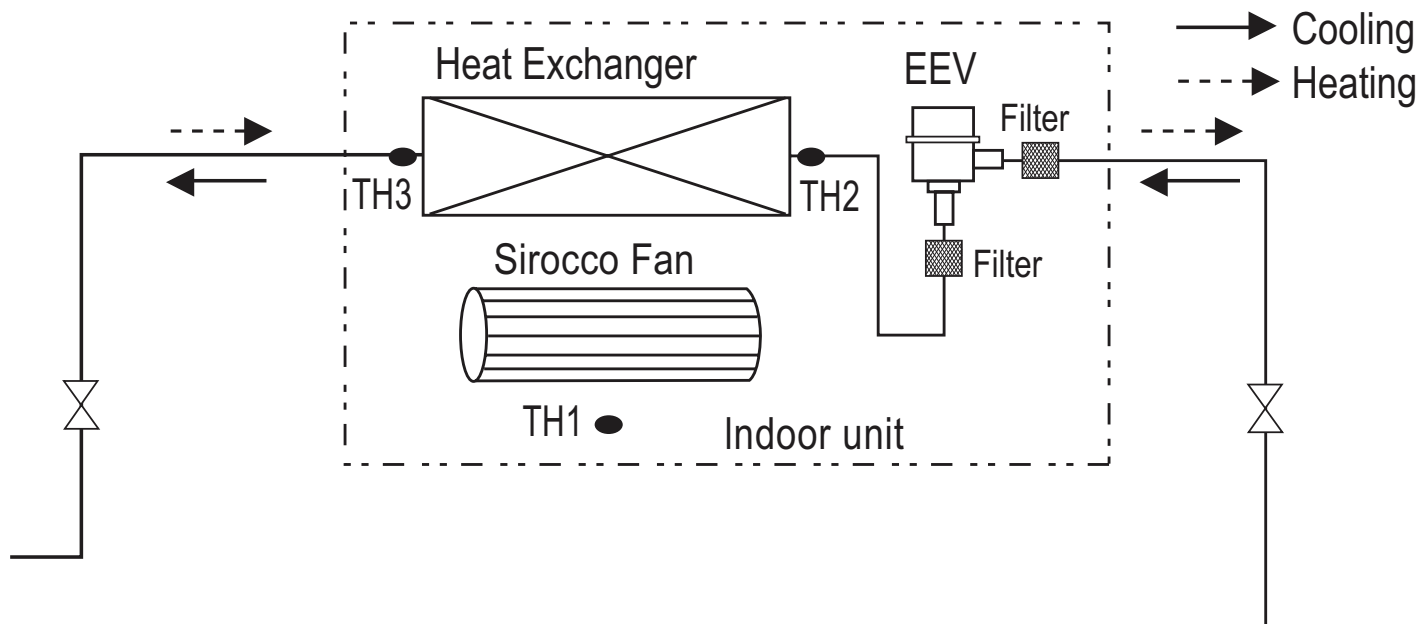 Cooling
Heating
Heat Exchanger
EEV
Filter
TH3
TH2
Sirocco Fan
Filter
TH1
Indoor unit